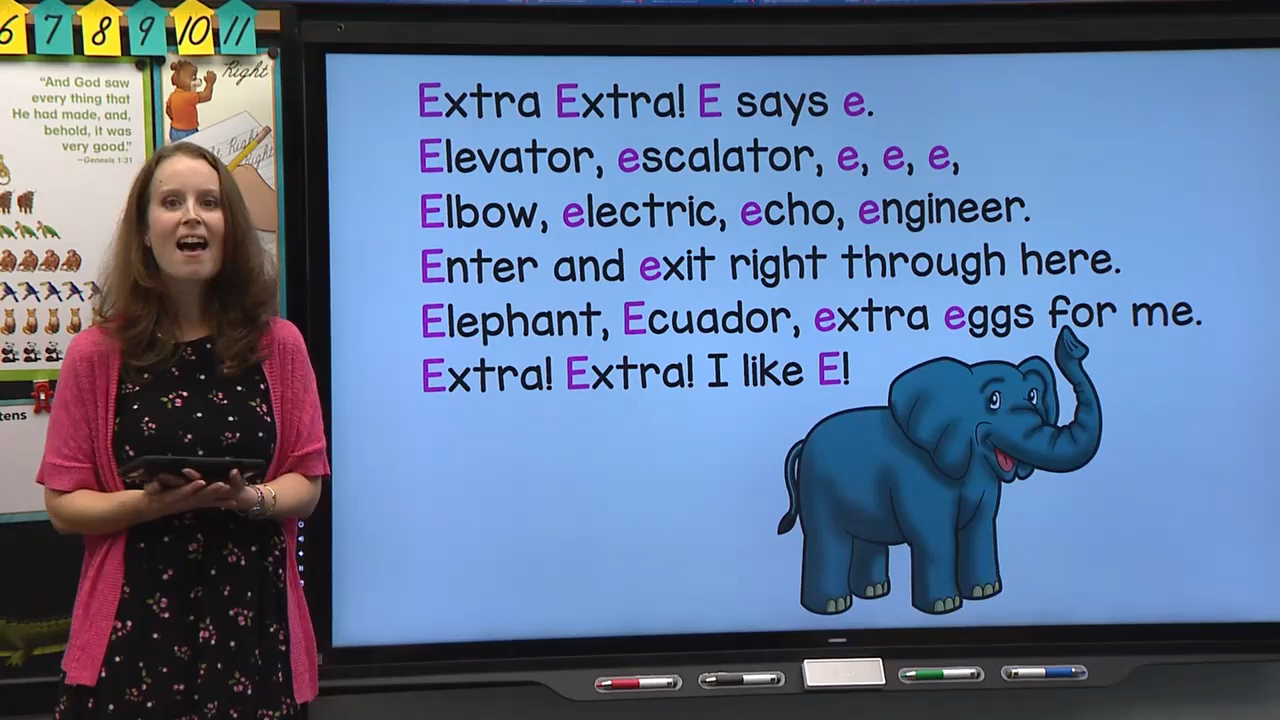 6 7 8 9 10 11
"And God saw
every thing that
He had made, and,
behold, it was
very good."
–Genesis 1:31
Right
Right
Right
tens
Extra Extra! E says e.
Elevator, escalator, e, e, e,
Elbow, electric, echo, engineer.
Enter and exit right through here.
Elephant, Ecuador, extra eggs for me.
Extra! Extra! I like E!